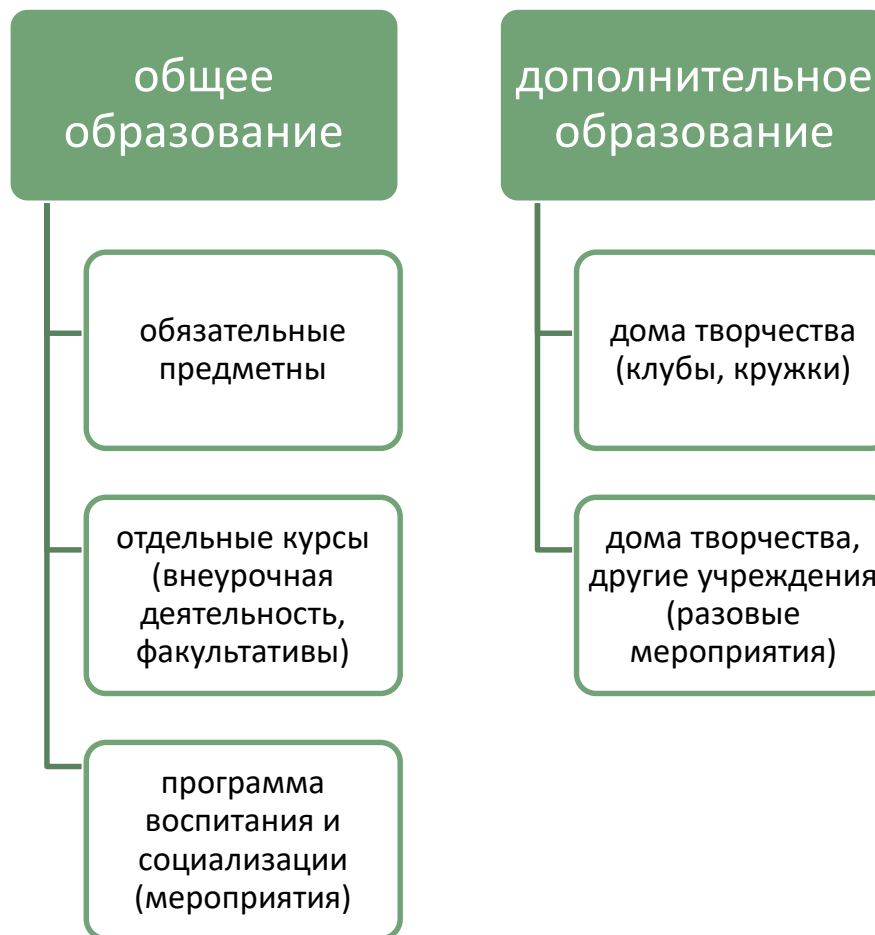 общее
образование
обязательные
предметны
отдельные курсы
(внеурочная
деятельность,
факультативы)
программа
воспитания и
социализации
(мероприятия)
дополнительное
образование
дома творчества
(клубы, кружки)
дома творчества,
другие учреждения
(разовые
мероприятия)